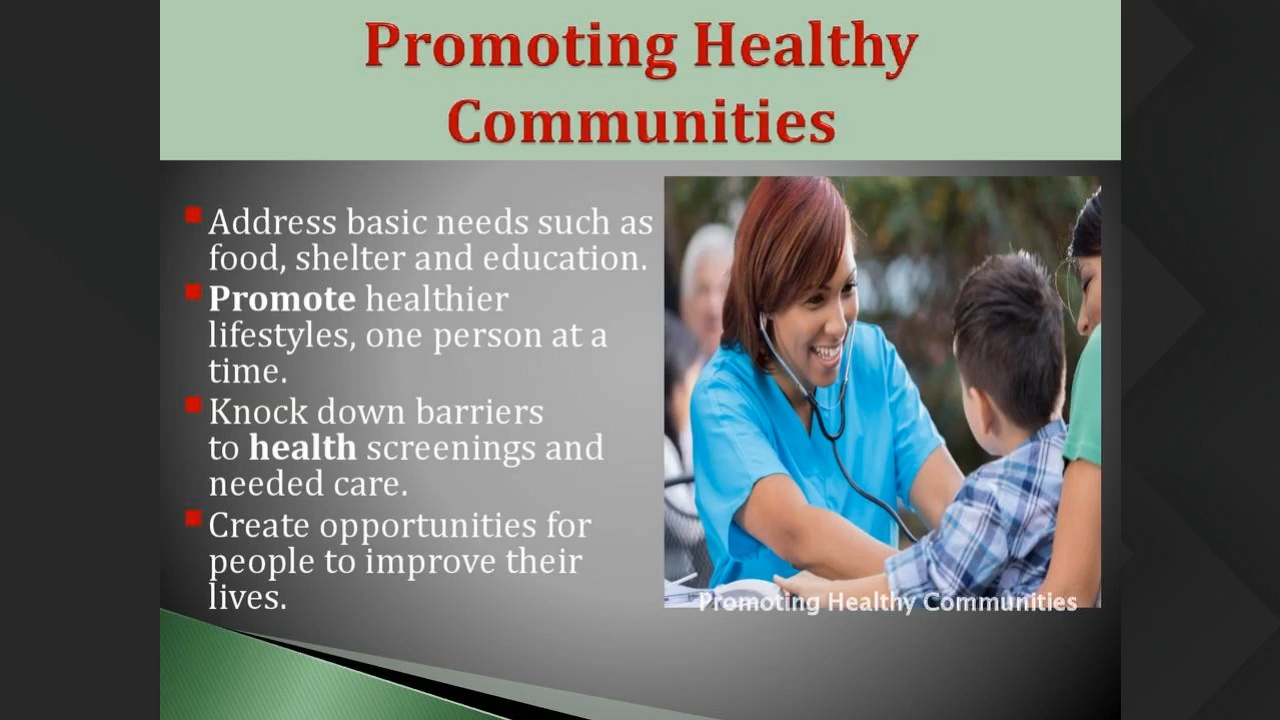 Promoting Healthy
Communities
Address basic needs such as
food, shelter and education.
Promote healthier
lifestyles, one person at a
time.
Knock down barriers
to health screenings and
needed care.
Create opportunities for
people to improve their
lives.
Promoting Healthy Communities